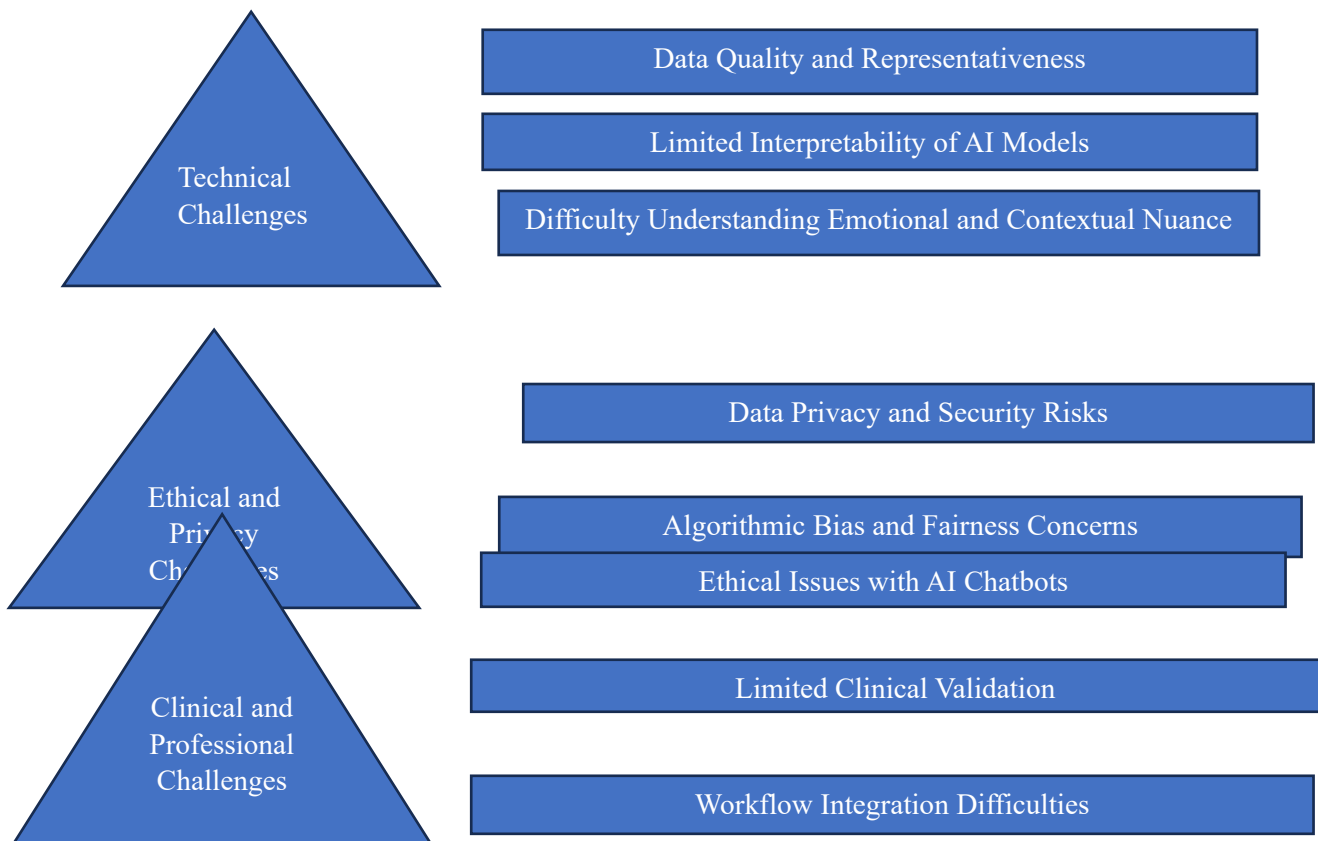 Technical
Challenges
Data Quality and Representativeness
Limited Interpretability of AI Models
Difficulty Understanding Emotional and Contextual Nuance
Ethical and
Privacy
Challenges
Data Privacy and Security Risks
Algorithmic Bias and Fairness Concerns
Ethical Issues with AI Chatbots
Clinical and
Professional
Challenges
Limited Clinical Validation
Workflow Integration Difficulties